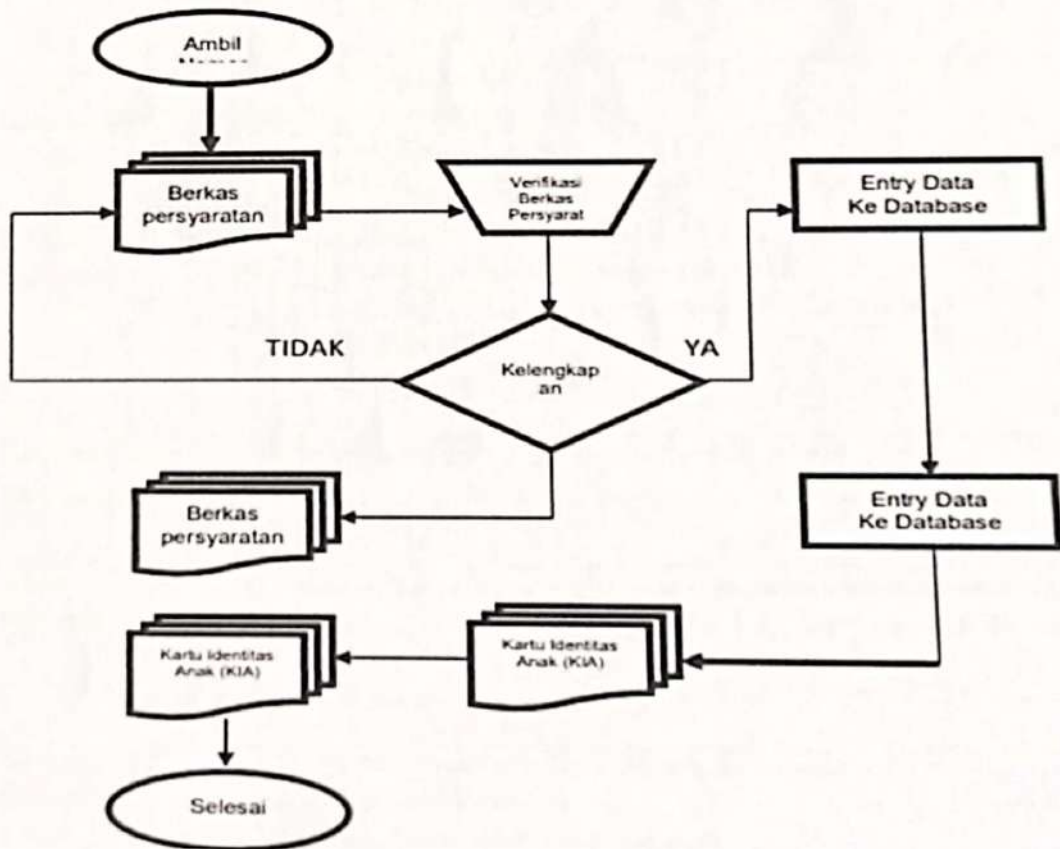 Ambil
Berkas
persyaratan
Verifikasi
Berkas
Persyarat
Entry Data
Ke Database
TIDAK
YA
Kelengkap
an
Berkas
persyaratan
Entry Data
Ke Database
Kartu Identitas
Anak (KIA)
Kartu Identitas
Anak (KIA)
Selesai